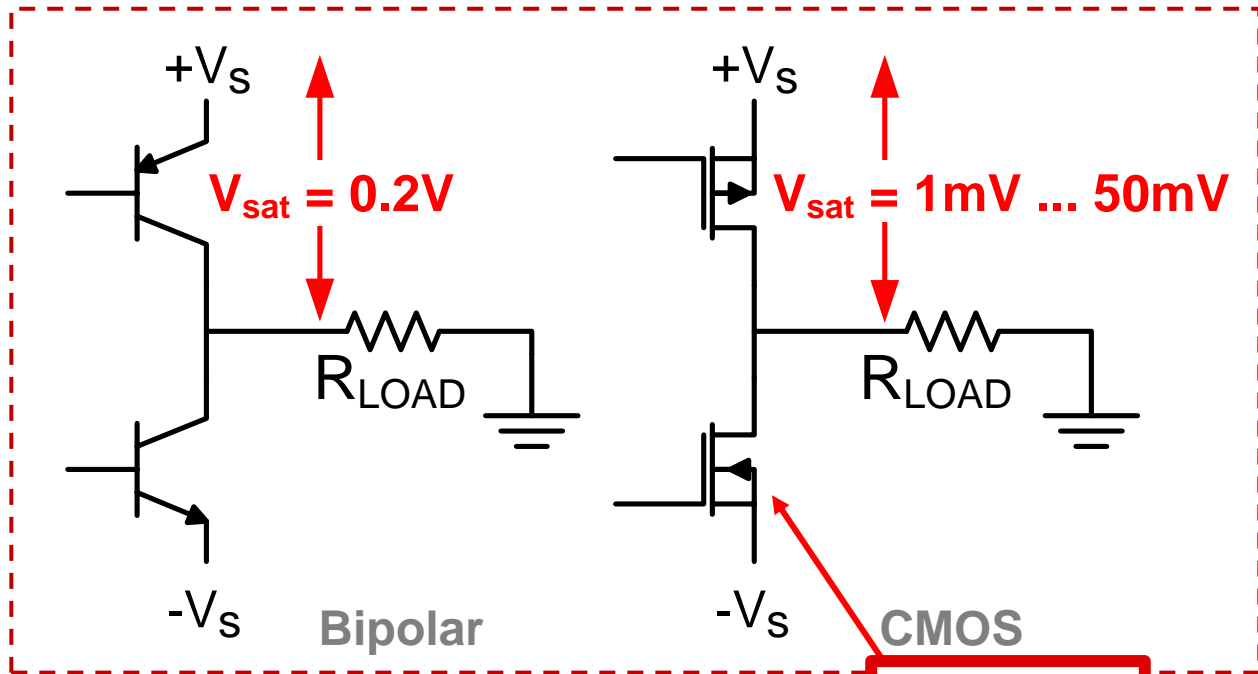 +VS
Vsat = 0.2V
RLOAD
-VS
Bipolar
+VS
Vsat = 1mV ... 50mV
RLOAD
-VS
CMOS